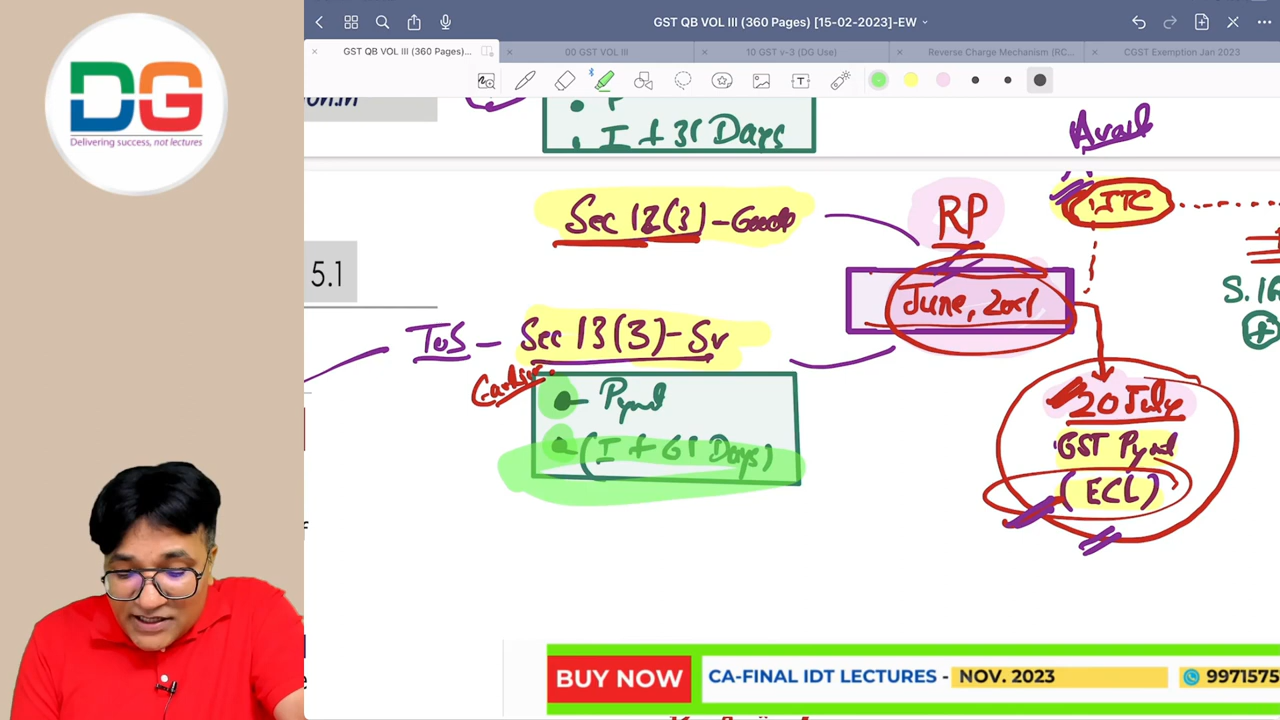 GST QB VOL III (360 Pages) [15-02-2023]-EW
GST QB VOL III (360 Pages)...
00 GST VOL III
10 GST v-3 (DG Use)
Reverse Charge Mechanism (RC...
CGST Exemption Jan 2023
DG
Delivering success, not lectures
I + 31 Days
Avail
Sec 12(3) - Goods
RP
ITC
5.1
June, 2021
ToS - Sec 13(3) - Sv
Earlier
Pymt
(I + 61 Days)
20 July
GST Pymt
(ECL)
BUY NOW
CA-FINAL IDT LECTURES - NOV. 2023
9971575